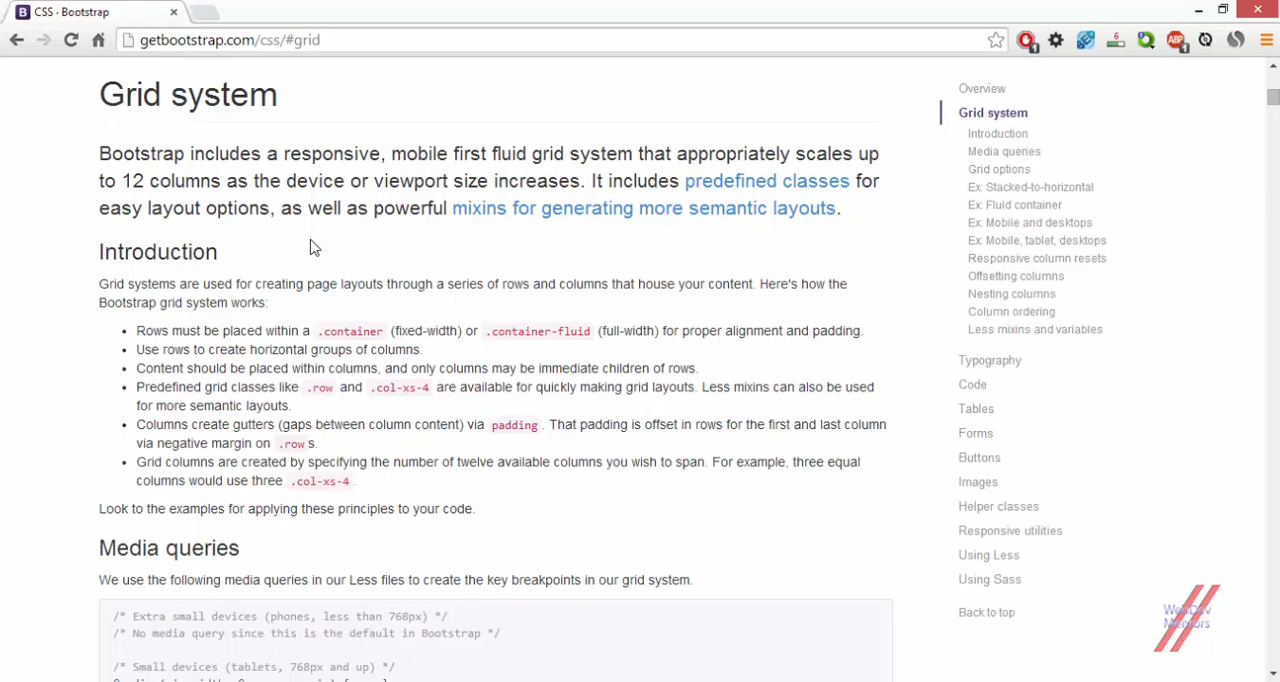 CSS · Bootstrap
getbootstrap.com/css/#grid
Grid system
Bootstrap includes a responsive, mobile first fluid grid system that appropriately scales up
to 12 columns as the device or viewport size increases. It includes predefined classes for
easy layout options, as well as powerful mixins for generating more semantic layouts.
Introduction
Grid systems are used for creating page layouts through a series of rows and columns that house your content. Here's how the
Bootstrap grid system works:
• Rows must be placed within a .container (fixed-width) or .container-fluid (full-width) for proper alignment and padding.
• Use rows to create horizontal groups of columns.
• Content should be placed within columns, and only columns may be immediate children of rows.
• Predefined grid classes like .row and .col-xs-4 are available for quickly making grid layouts. Less mixins can also be used
for more semantic layouts.
• Columns create gutters (gaps between column content) via padding. That padding is offset in rows for the first and last column
via negative margin on .rows.
• Grid columns are created by specifying the number of twelve available columns you wish to span. For example, three equal
columns would use three .col-xs-4.
Look to the examples for applying these principles to your code.
Media queries
We use the following media queries in our Less files to create the key breakpoints in our grid system.
/* Extra small devices (phones, less than 768px) */
/* No media query since this is the default in Bootstrap */
/* Small devices (tablets, 768px and up) */
Overview
Grid system
Introduction
Media queries
Grid options
Ex: Stacked-to-horizontal
Ex: Fluid container
Ex: Mobile and desktops
Ex: Mobile, tablet, desktops
Responsive column resets
Offsetting columns
Nesting columns
Column ordering
Less mixins and variables
Typography
Code
Tables
Forms
Buttons
Images
Helper classes
Responsive utilities
Using Less
Using Sass
Back to top
WebDev
Mentors